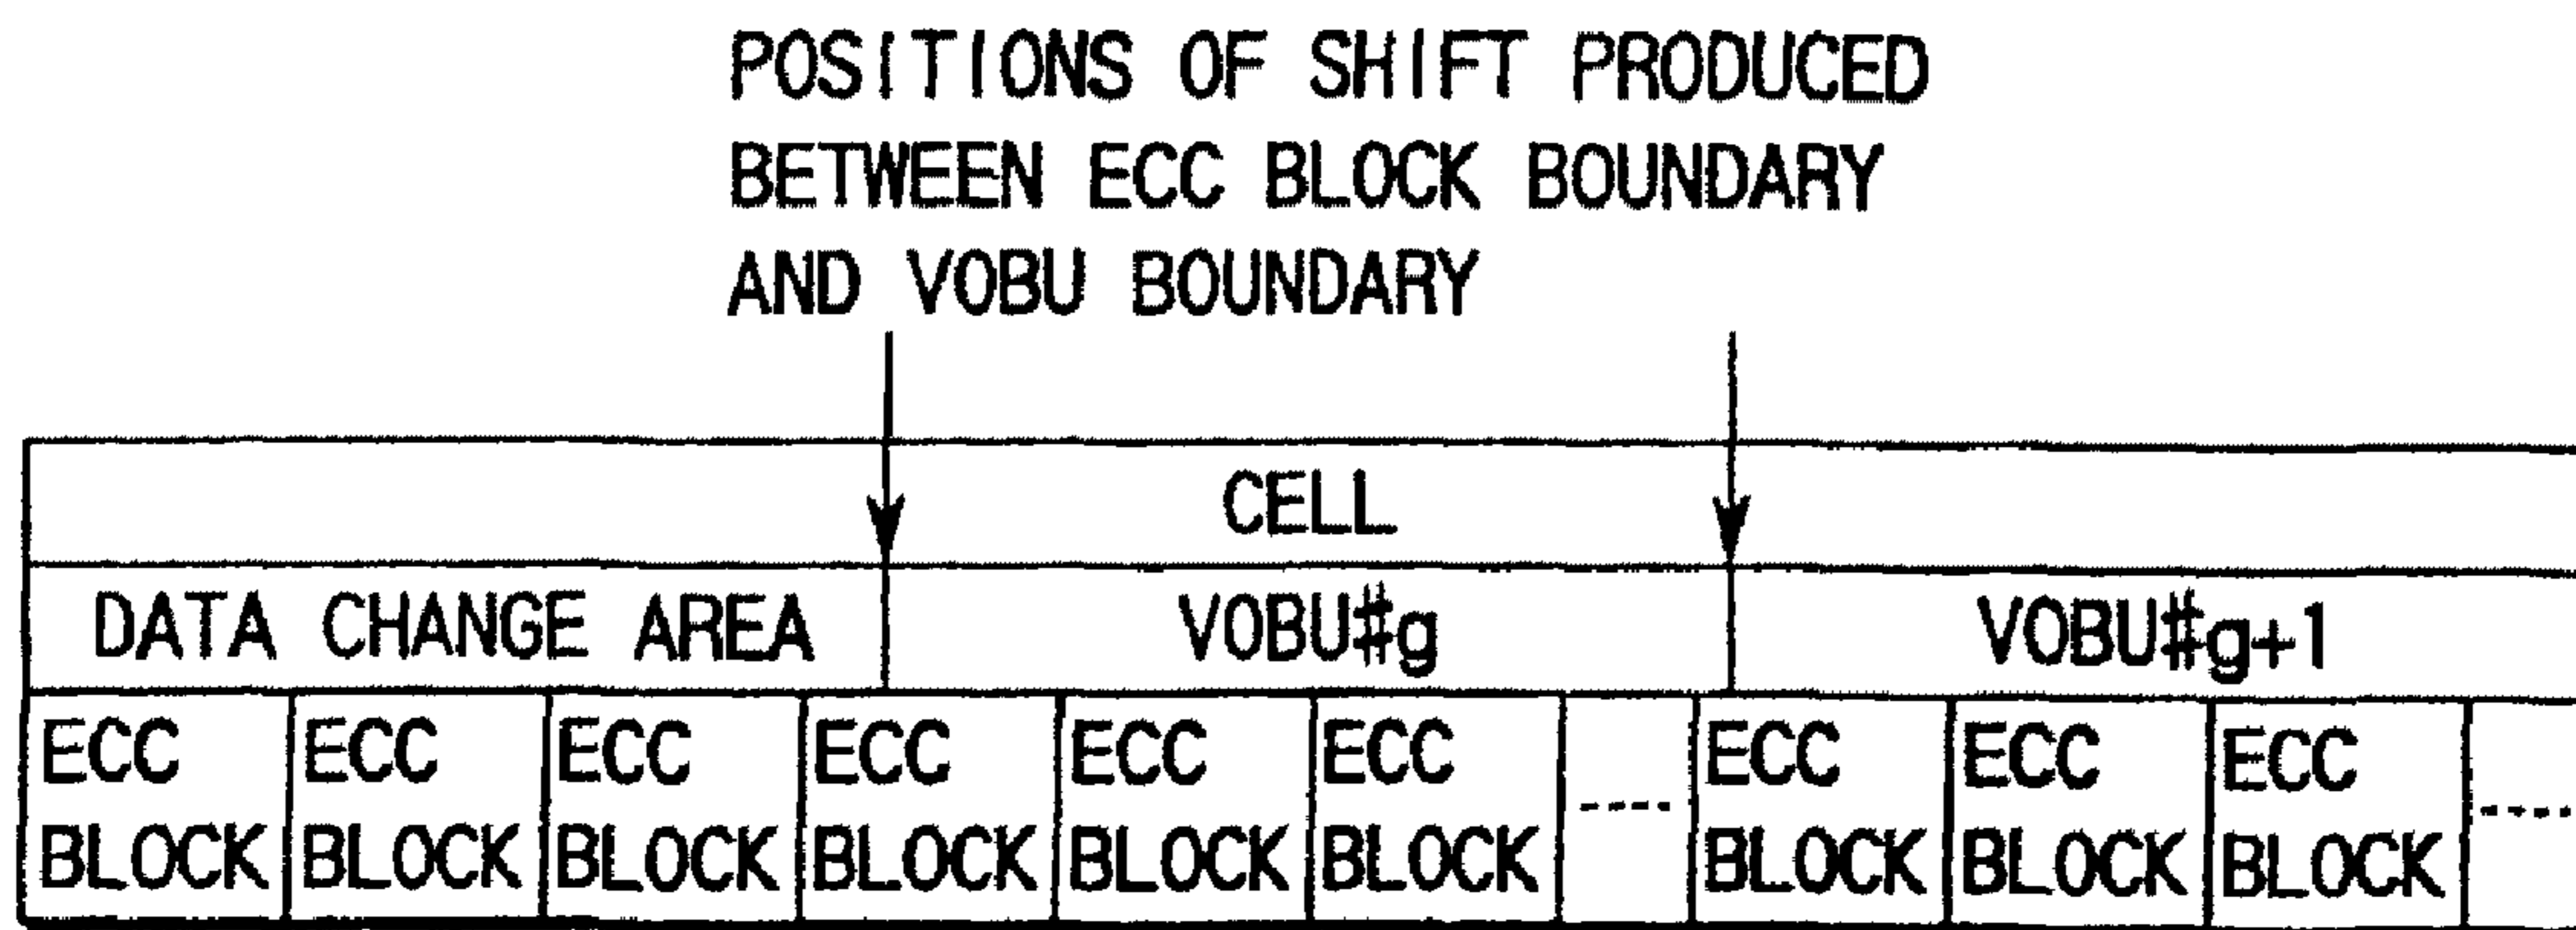 POSITIONS OF SHIFT PRODUCED
BETWEEN ECC BLOCK BOUNDARY
AND VOBU BOUNDARY
CELL
DATA CHANGE AREA VOBU#g VOBU#g+1
ECC ECC ECC ECC ECC ECC ---- ECC ECC ECC ----
BLOCK BLOCK BLOCK BLOCK BLOCK BLOCK BLOCK BLOCK BLOCK